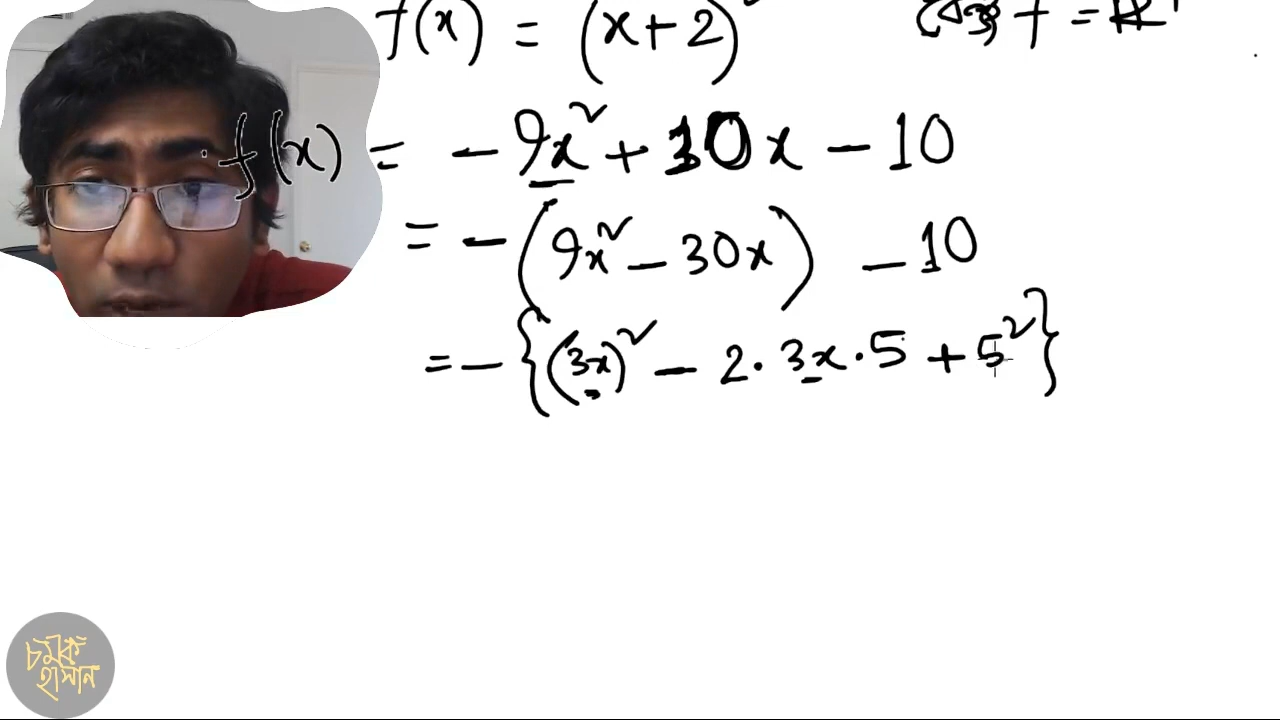 f(x) = (x+2)²
f(x) = - 9x² + 30x - 10
= - (9x² - 30x) - 10
= - {(3x)² - 2 · 3x · 5 + 5²}
চমক
হাসান